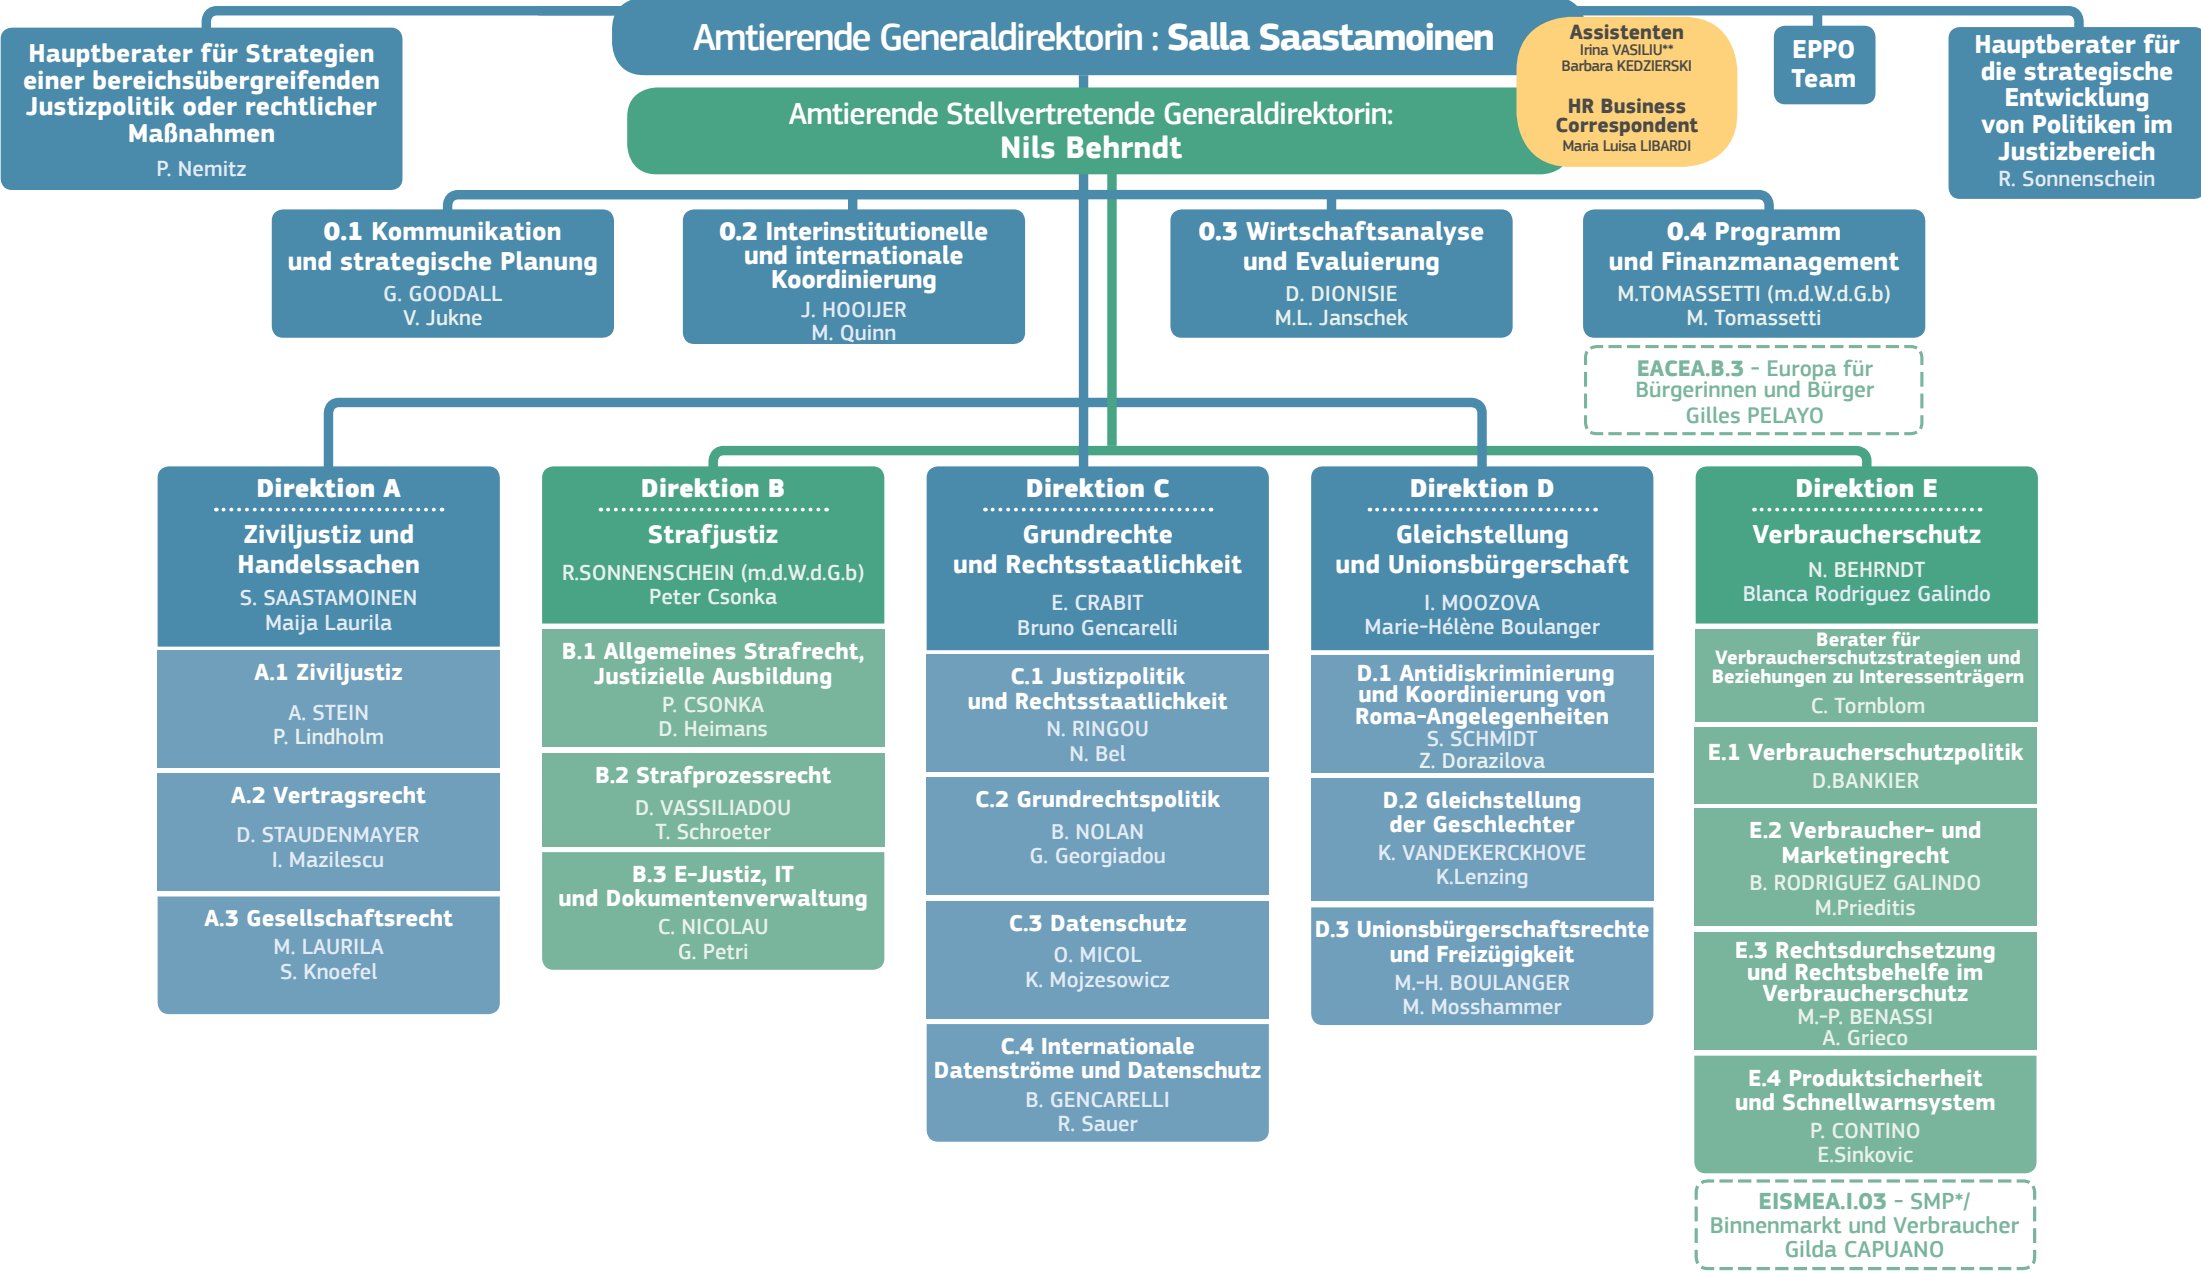 Amtierende Generaldirektorin : Salla Saastamoinen
Amtierende Stellvertretende Generaldirektorin:
Nils Behrndt
Assistenten
Irina VASILIU**
Barbara KEDZIERSKI
HR Business
Correspondent
Maria Luisa LIBARDI
Hauptberater für Strategien
einer bereichsübergreifenden
Justizpolitik oder rechtlicher
Maßnahmen
P. Nemitz
EPPO
Team
Hauptberater für
die strategische
Entwicklung
von Politiken im
Justizbereich
R. Sonnenschein
0.1 Kommunikation
und strategische Planung
G. GOODALL
V. Jukne
0.2 Interinstitutionelle
und internationale
Koordinierung
J. HOOIJER
M. Quinn
0.3 Wirtschaftsanalyse
und Evaluierung
D. DIONISIE
M.L. Janschek
0.4 Programm
und Finanzmanagement
M.TOMASSETTI (m.d.W.d.G.b)
M. Tomassetti
EACEA.B.3 - Europa für
Bürgerinnen und Bürger
Gilles PELAYO
Direktion A
Ziviljustiz und
Handelssachen
S. SAASTAMOINEN
Maija Laurila
A.1 Ziviljustiz
A. STEIN
P. Lindholm
A.2 Vertragsrecht
D. STAUDENMAYER
I. Mazilescu
A.3 Gesellschaftsrecht
M. LAURILA
S. Knoefel
Direktion B
Strafjustiz
R.SONNENSCHEIN (m.d.W.d.G.b)
Peter Csonka
B.1 Allgemeines Strafrecht,
Justizielle Ausbildung
P. CSONKA
D. Heimans
B.2 Strafprozessrecht
D. VASSILIADOU
T. Schroeter
B.3 E-Justiz, IT
und Dokumentenverwaltung
C. NICOLAU
G. Petri
Direktion C
Grundrechte
und Rechtsstaatlichkeit
E. CRABIT
Bruno Gencarelli
C.1 Justizpolitik
und Rechtsstaatlichkeit
N. RINGOU
N. Bel
C.2 Grundrechtspolitik
B. NOLAN
G. Georgiadou
C.3 Datenschutz
O. MICOL
K. Mojzesowicz
C.4 Internationale
Datenströme und Datenschutz
B. GENCARELLI
R. Sauer
Direktion D
Gleichstellung
und Unionsbürgerschaft
I. MOOZOVA
Marie-Hélène Boulanger
D.1 Antidiskriminierung
und Koordinierung von
Roma-Angelegenheiten
S. SCHMIDT
Z. Dorazilova
D.2 Gleichstellung
der Geschlechter
K. VANDEKERCKHOVE
K.Lenzing
D.3 Unionsbürgerschaftsrechte
und Freizügigkeit
M.-H. BOULANGER
M. Mosshammer
Direktion E
Verbraucherschutz
N. BEHRNDT
Blanca Rodriguez Galindo
Berater für
Verbraucherschutzstrategien und
Beziehungen zu Interessenträgern
C. Tornblom
E.1 Verbraucherschutzpolitik
D.BANKIER
E.2 Verbraucher- und
Marketingrecht
B. RODRIGUEZ GALINDO
M.Prieditis
E.3 Rechtsdurchsetzung
und Rechtsbehelfe im
Verbraucherschutz
M.-P. BENASSI
A. Grieco
E.4 Produktsicherheit
und Schnellwarnsystem
P. CONTINO
E.Sinkovic
EISMEA.I.03 - SMP*/
Binnenmarkt und Verbraucher
Gilda CAPUANO